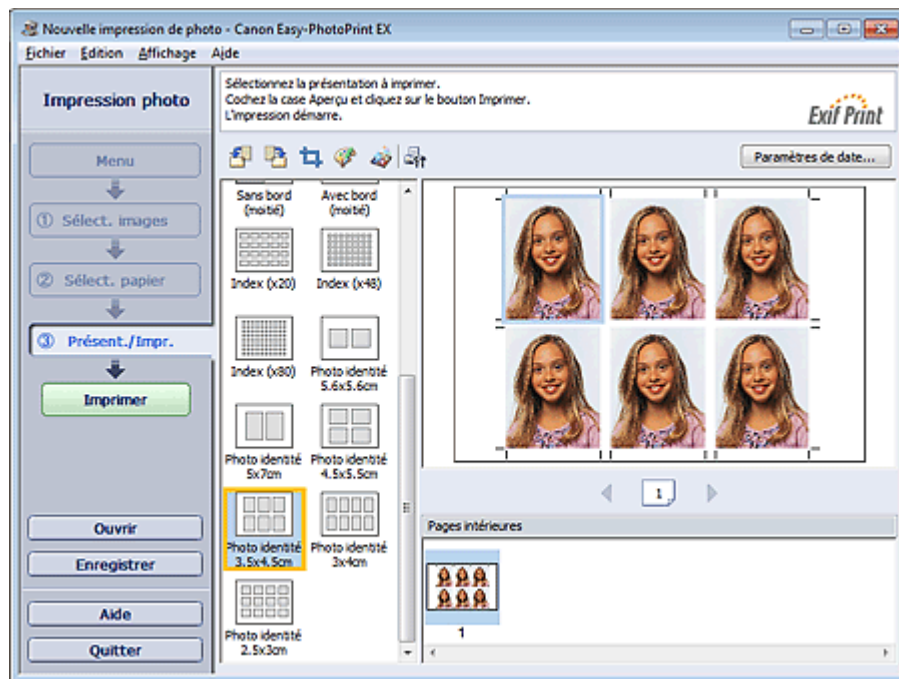 Nouvelle impression de photo - Canon Easy-PhotoPrint EX
Fichier Édition Affichage Aide
Impression photo
Sélectionnez la présentation à imprimer.
Cochez la case Aperçu et cliquez sur le bouton Imprimer.
L'impression démarre.
Exif Print
Menu
① Sélect. images
② Sélect. papier
③ Présent./Impr.
Imprimer
Ouvrir
Enregistrer
Aide
Quitter
Paramètres de date...
Sans bord
(moitié)
Avec bord
(moitié)
Index (x20)
Index (x48)
Index (x80)
Photo identité
5.6x5.6cm
Photo identité
5x7cm
Photo identité
4.5x5.5cm
Photo identité
3.5x4.5cm
Photo identité
3x4cm
Photo identité
2.5x3cm
1
Pages intérieures
1